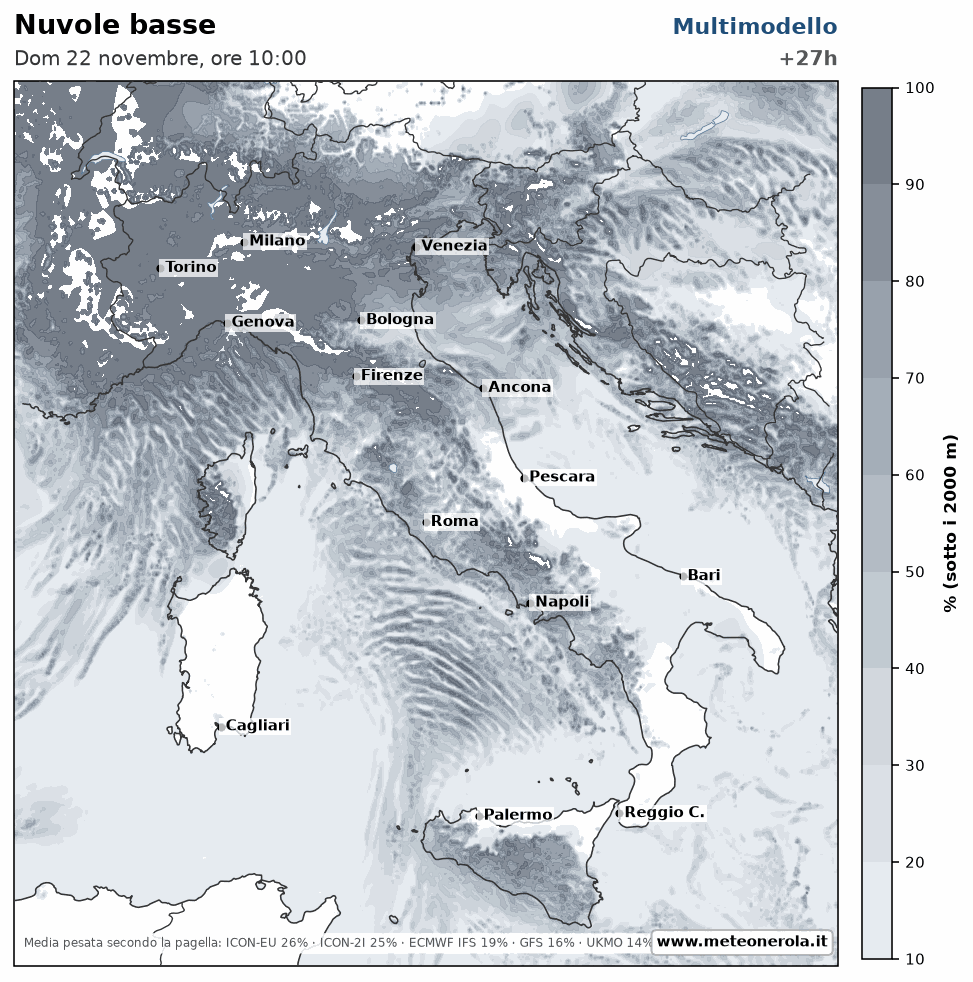 Nuvole basse
Multimodello
Dom 22 novembre, ore 10:00
+27h
100
90
80
70
60
50
40
30
20
10
% (sotto i 2000 m)
Milano
Venezia
Torino
Genova
Bologna
Firenze
Ancona
Pescara
Roma
Bari
Napoli
Cagliari
Palermo
Reggio C.
Media pesata secondo la pagella: ICON-EU 26% · ICON-2I 25% · ECMWF IFS 19% · GFS 16% · UKMO 14%
www.meteonerola.it